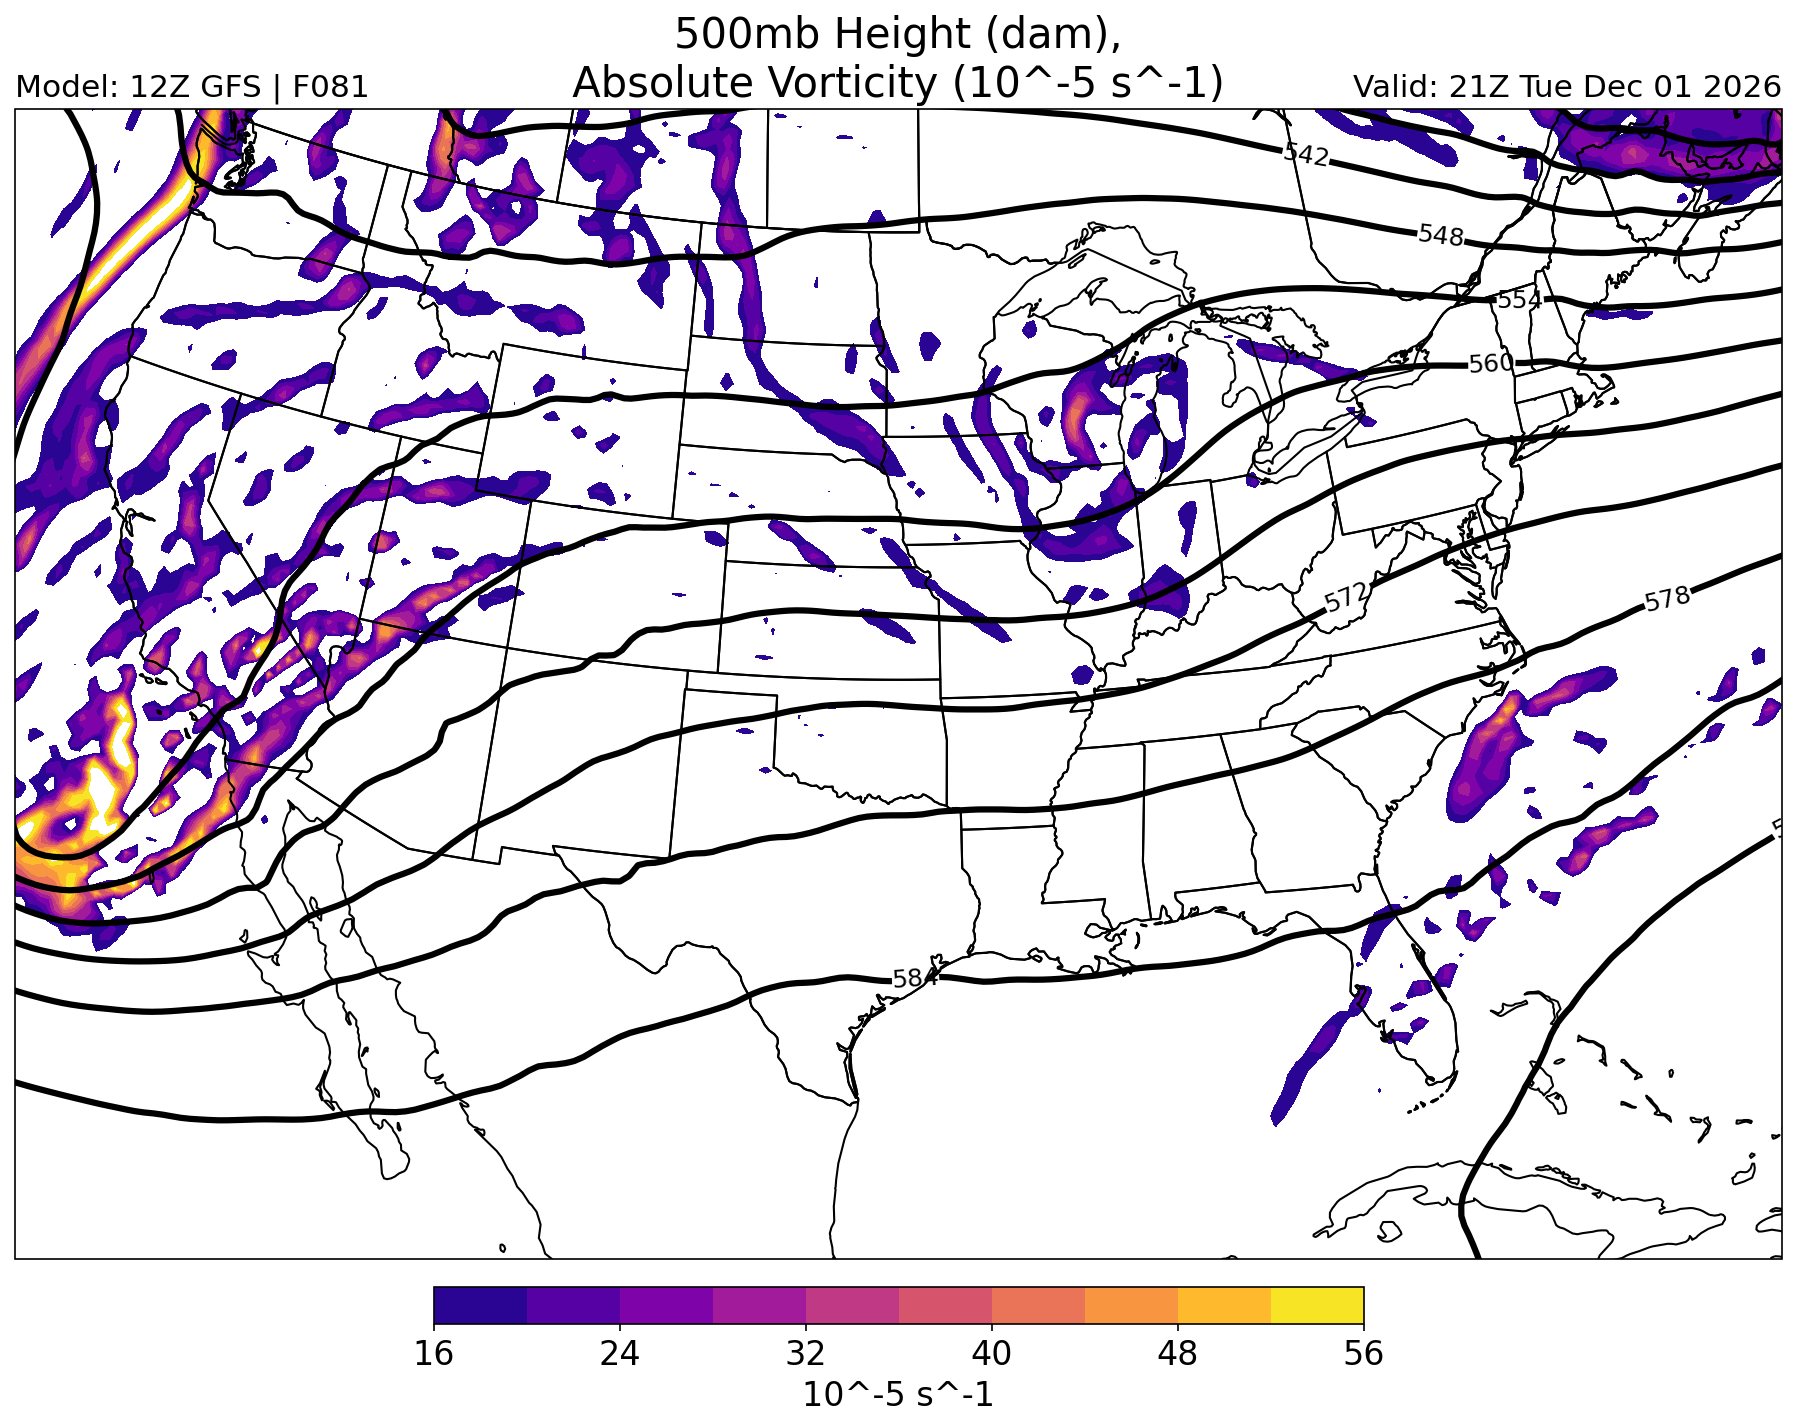 500mb Height (dam),
Absolute Vorticity (10^-5 s^-1)
Model: 12Z GFS | F081
Valid: 21Z Tue Dec 01 2026
542
548
554
560
572
578
584
16 24 32 40 48 56
10^-5 s^-1